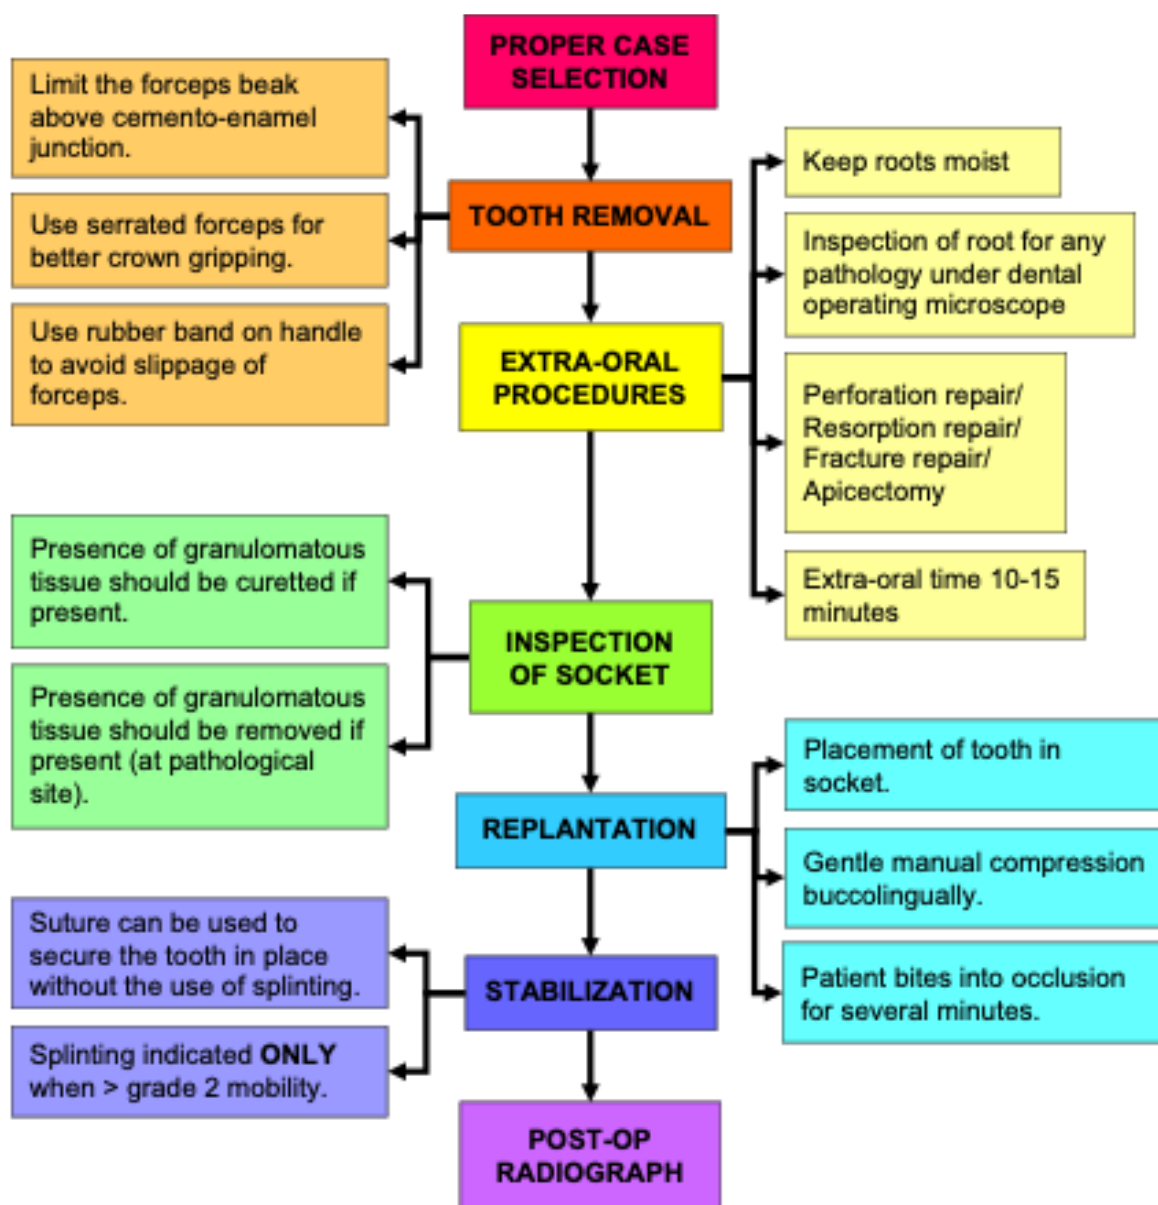 PROPER CASE
SELECTION
Limit the forceps beak
above cemento-enamel
junction.
Use serrated forceps for
better crown gripping.
Use rubber band on handle
to avoid slippage of
forceps.
TOOTH REMOVAL
Keep roots moist
Inspection of root for any
pathology under dental
operating microscope
EXTRA-ORAL
PROCEDURES
Perforation repair/
Resorption repair/
Fracture repair/
Apicectomy
Extra-oral time 10-15
minutes
Presence of granulomatous
tissue should be curetted if
present.
INSPECTION
OF SOCKET
Presence of granulomatous
tissue should be removed if
present (at pathological
site).
Placement of tooth in
socket.
REPLANTATION
Gentle manual compression
buccolingually.
Patient bites into occlusion
for several minutes.
Suture can be used to
secure the tooth in place
without the use of splinting.
STABILIZATION
Splinting indicated ONLY
when > grade 2 mobility.
POST-OP
RADIOGRAPH